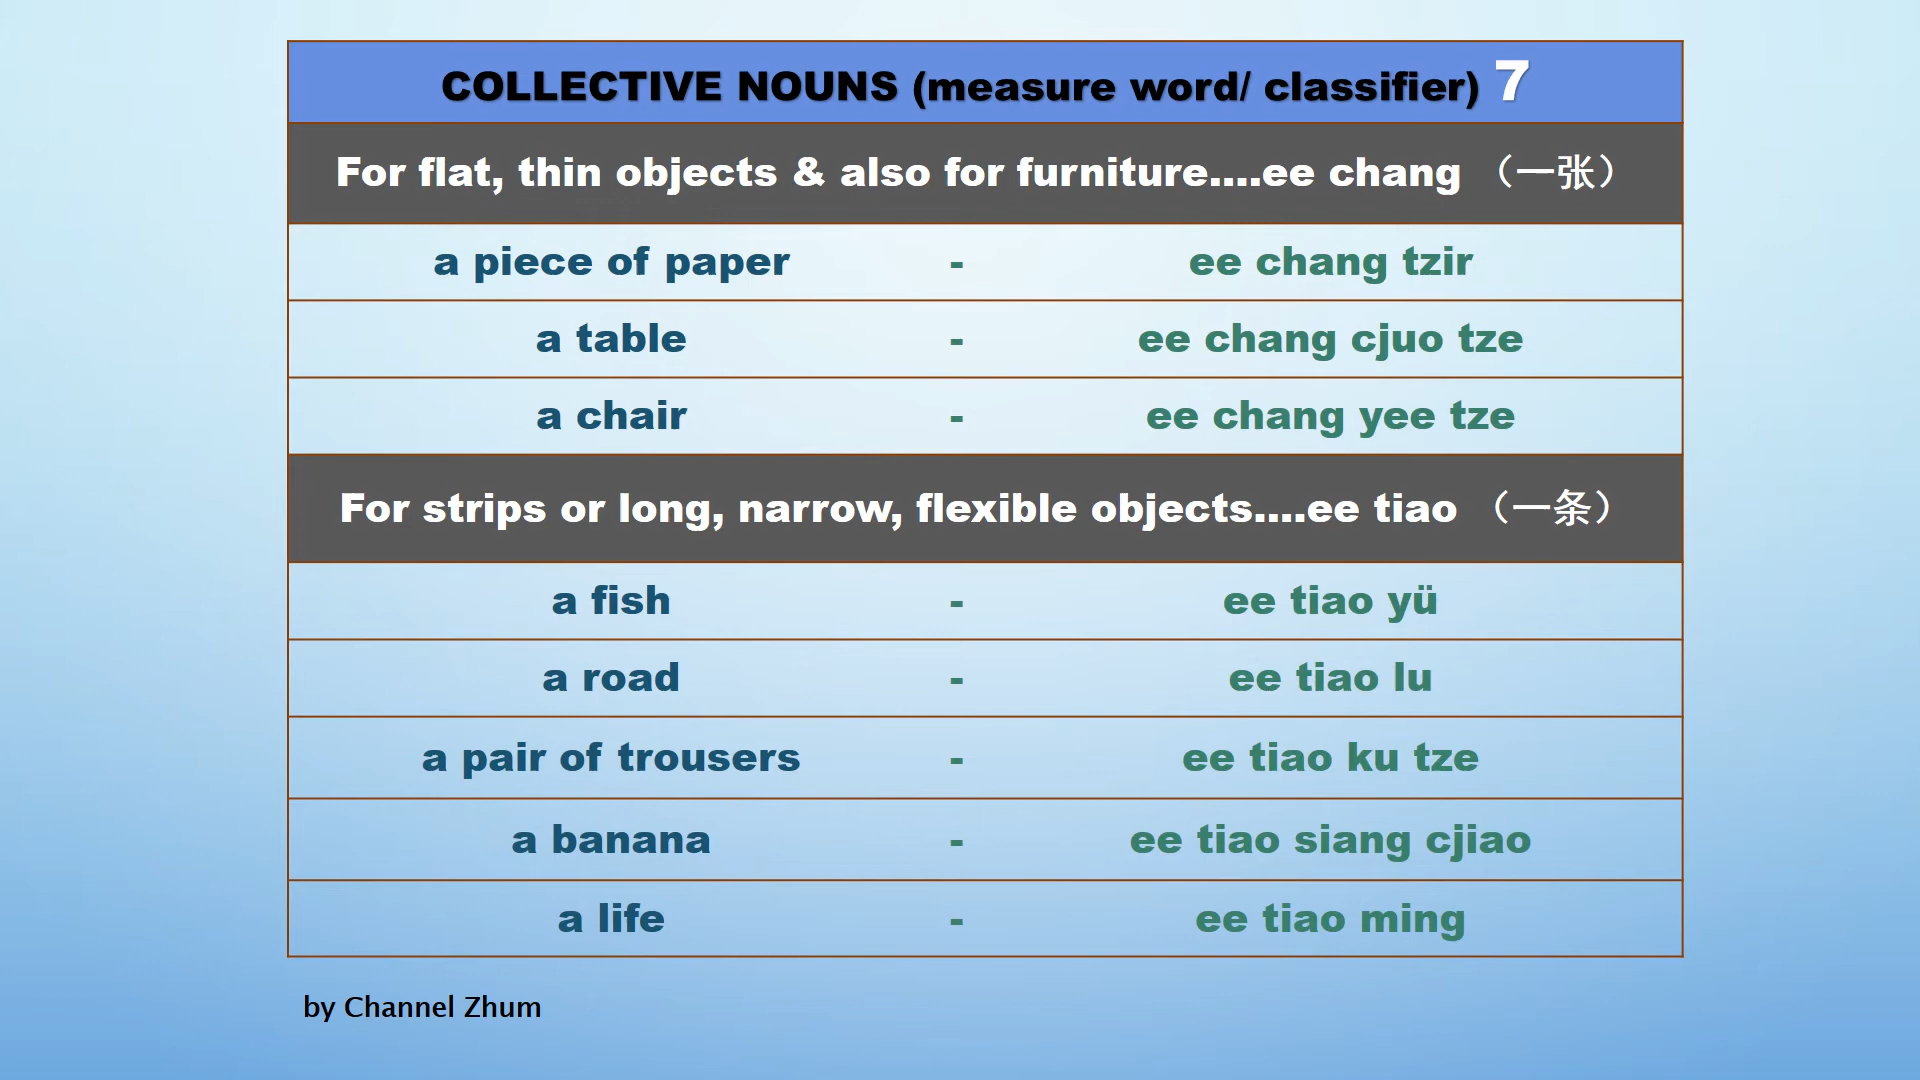 COLLECTIVE NOUNS (measure word/ classifier) 7
For flat, thin objects & also for furniture....ee chang （一张）
a piece of paper - ee chang tzir
a table - ee chang cjuo tze
a chair - ee chang yee tze
For strips or long, narrow, flexible objects....ee tiao （一条）
a fish - ee tiao yü
a road - ee tiao lu
a pair of trousers - ee tiao ku tze
a banana - ee tiao siang cjiao
a life - ee tiao ming
by Channel Zhum